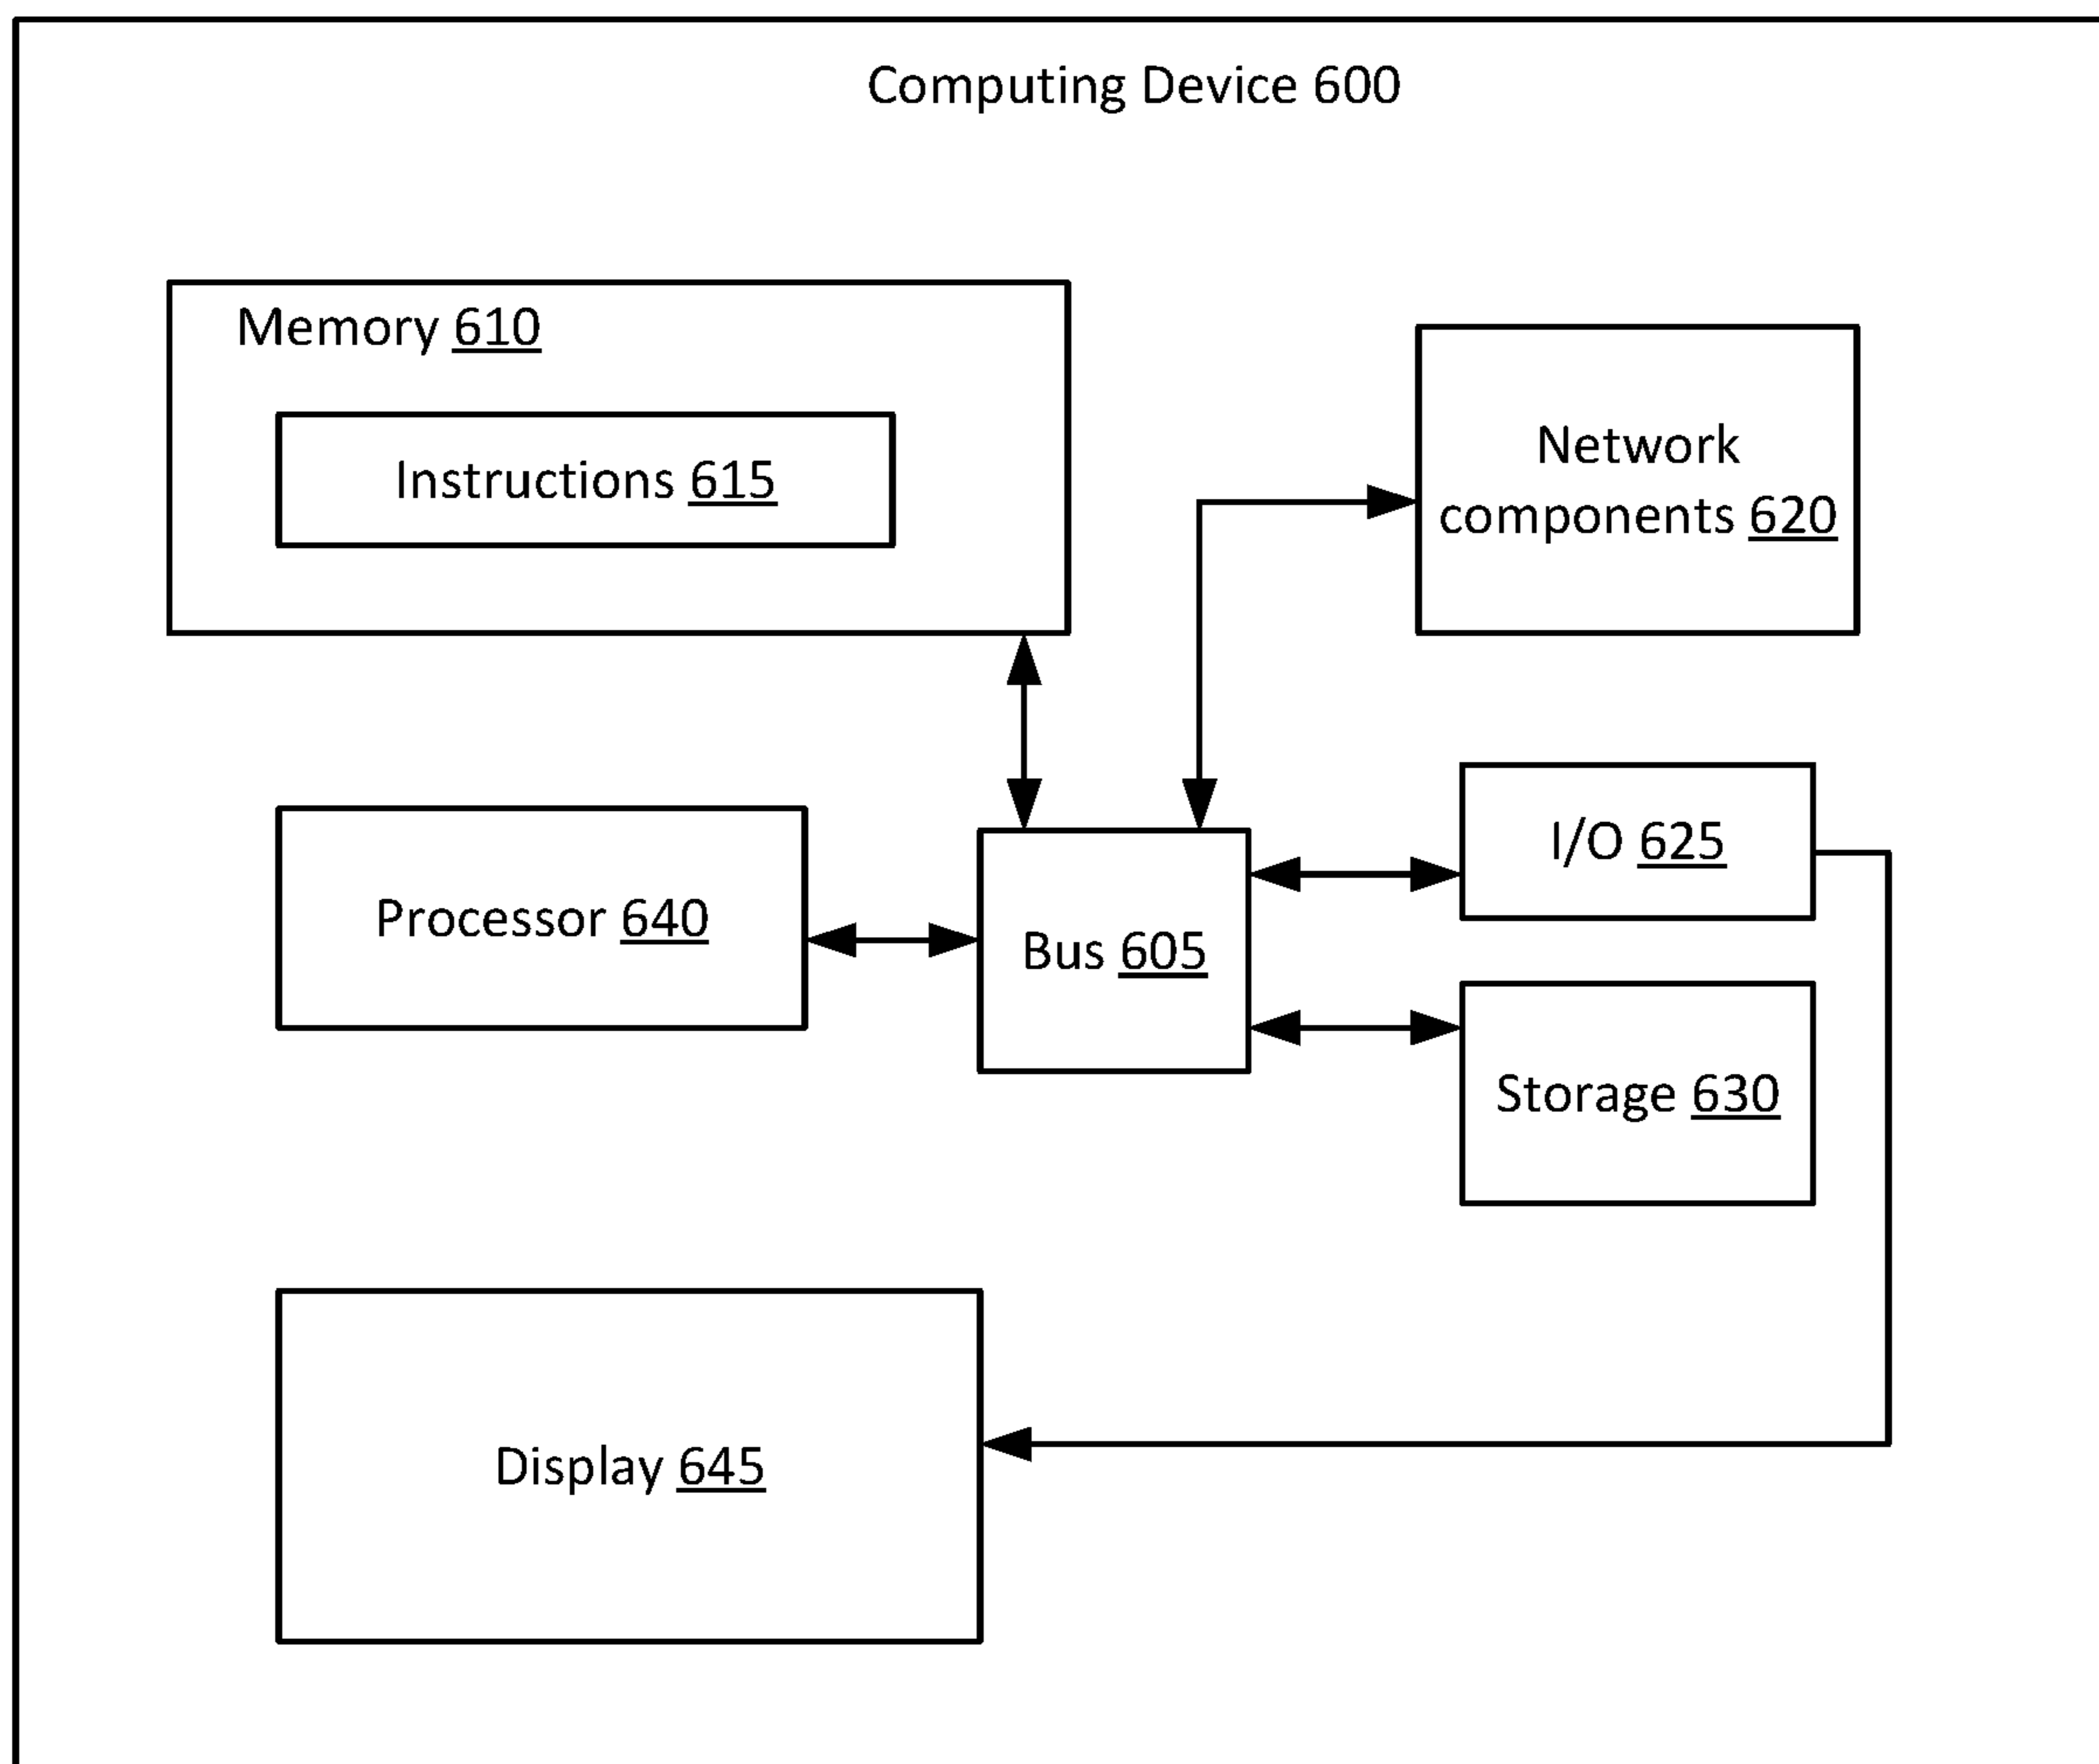 Computing Device 600
Memory 610
Instructions 615
Network
components 620
I/O 625
Processor 640
Bus 605
Storage 630
Display 645